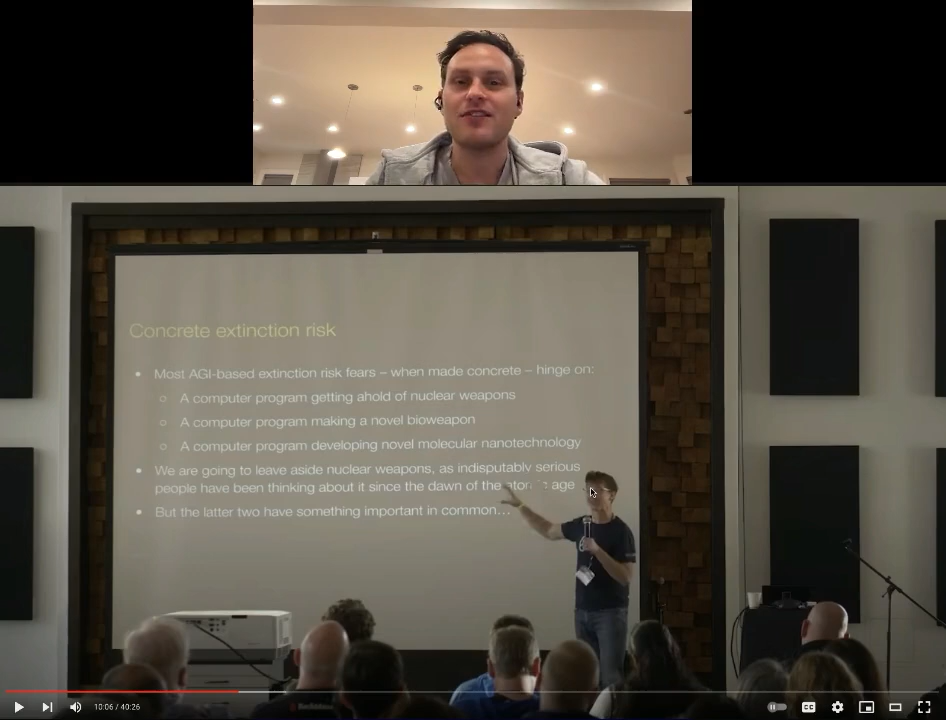 Concrete extinction risk
• Most AGI-based extinction risk fears – when made concrete – hinge on:
○ A computer program getting ahold of nuclear weapons
○ A computer program making a novel bioweapon
○ A computer program developing novel molecular nanotechnology
• We are going to leave aside nuclear weapons, as indisputably serious
people have been thinking about it since the dawn of the atomic age
• But the latter two have something important in common…
10:06 / 40:26
CC